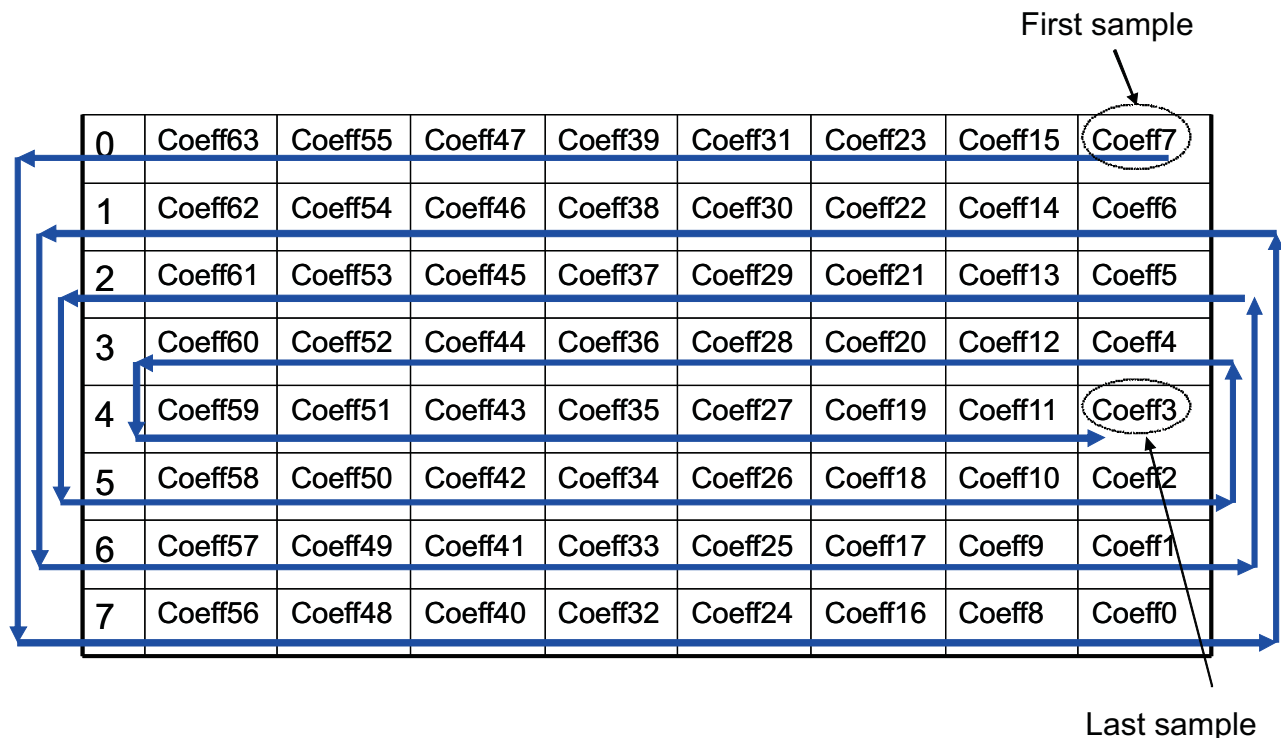 First sample
0 Coeff63 Coeff55 Coeff47 Coeff39 Coeff31 Coeff23 Coeff15 Coeff7
1 Coeff62 Coeff54 Coeff46 Coeff38 Coeff30 Coeff22 Coeff14 Coeff6
2 Coeff61 Coeff53 Coeff45 Coeff37 Coeff29 Coeff21 Coeff13 Coeff5
3 Coeff60 Coeff52 Coeff44 Coeff36 Coeff28 Coeff20 Coeff12 Coeff4
4 Coeff59 Coeff51 Coeff43 Coeff35 Coeff27 Coeff19 Coeff11 Coeff3
5 Coeff58 Coeff50 Coeff42 Coeff34 Coeff26 Coeff18 Coeff10 Coeff2
6 Coeff57 Coeff49 Coeff41 Coeff33 Coeff25 Coeff17 Coeff9 Coeff1
7 Coeff56 Coeff48 Coeff40 Coeff32 Coeff24 Coeff16 Coeff8 Coeff0
Last sample